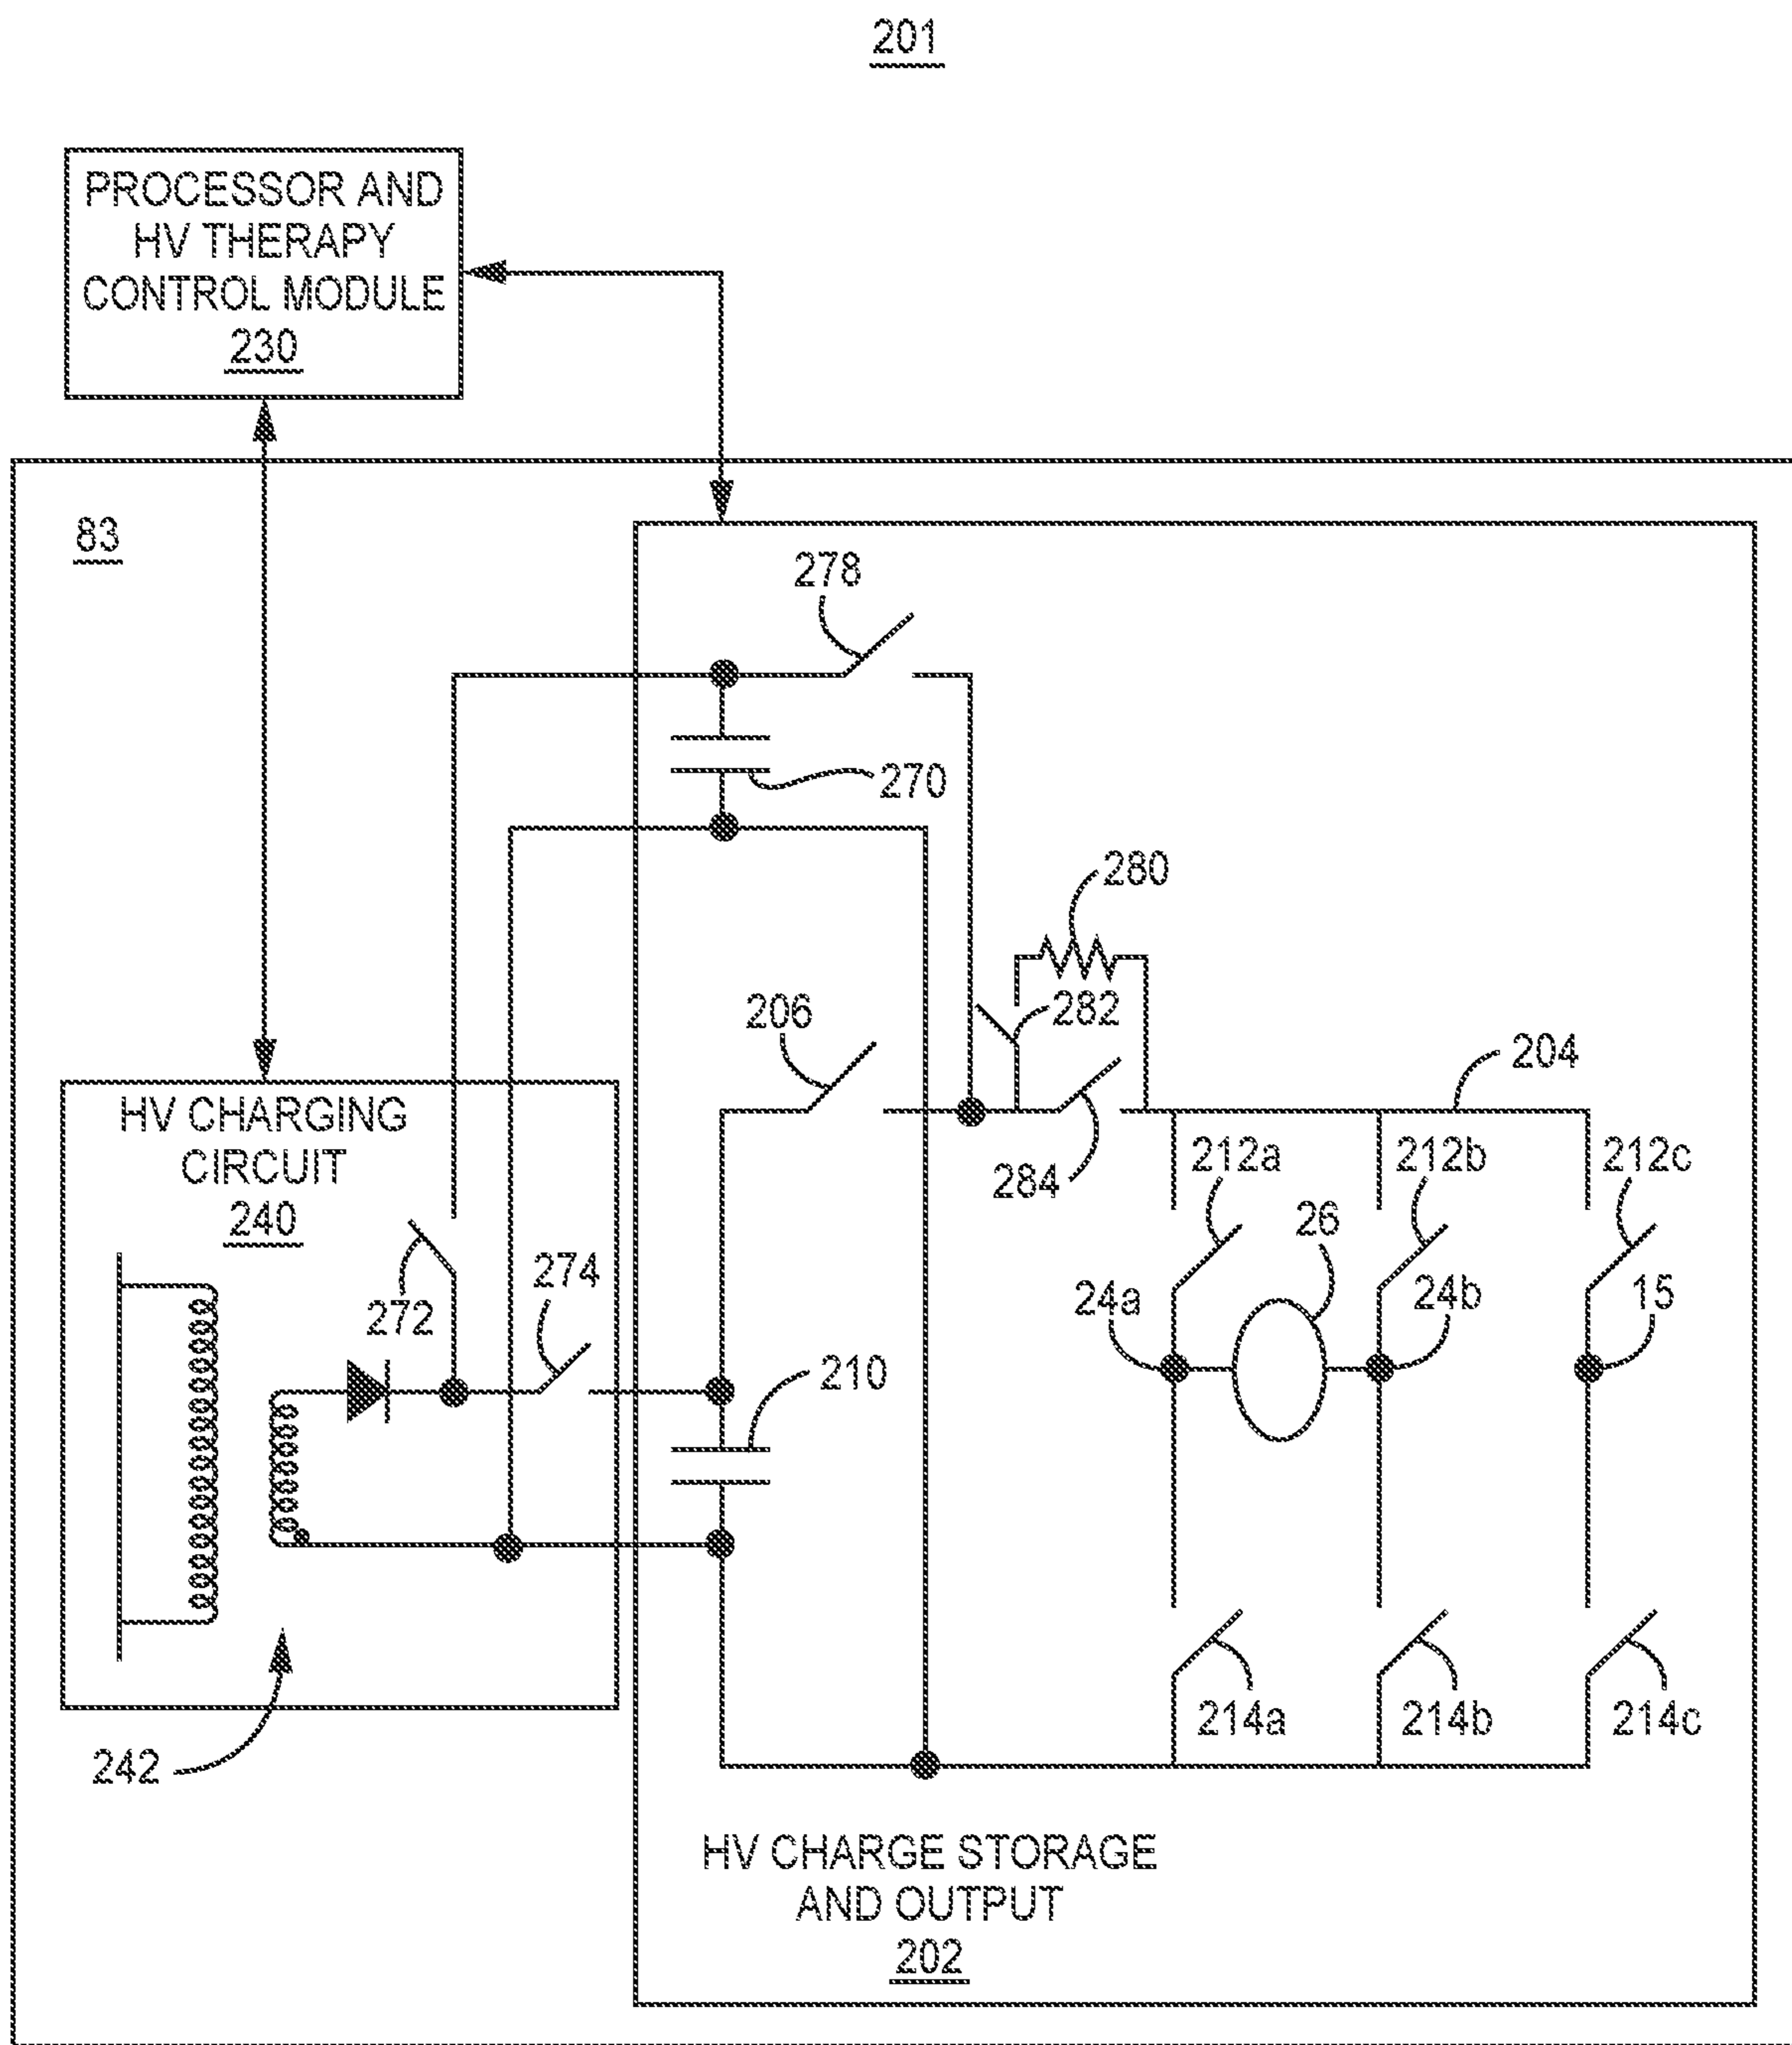 201
PROCESSOR AND
HV THERAPY
CONTROL MODULE
230
83
278
270
280
206
282
204
HV CHARGING
CIRCUIT
240
284
212a
212b
212c
26
272
274
24a
24b
15
210
242
214a
214b
214c
HV CHARGE STORAGE
AND OUTPUT
202